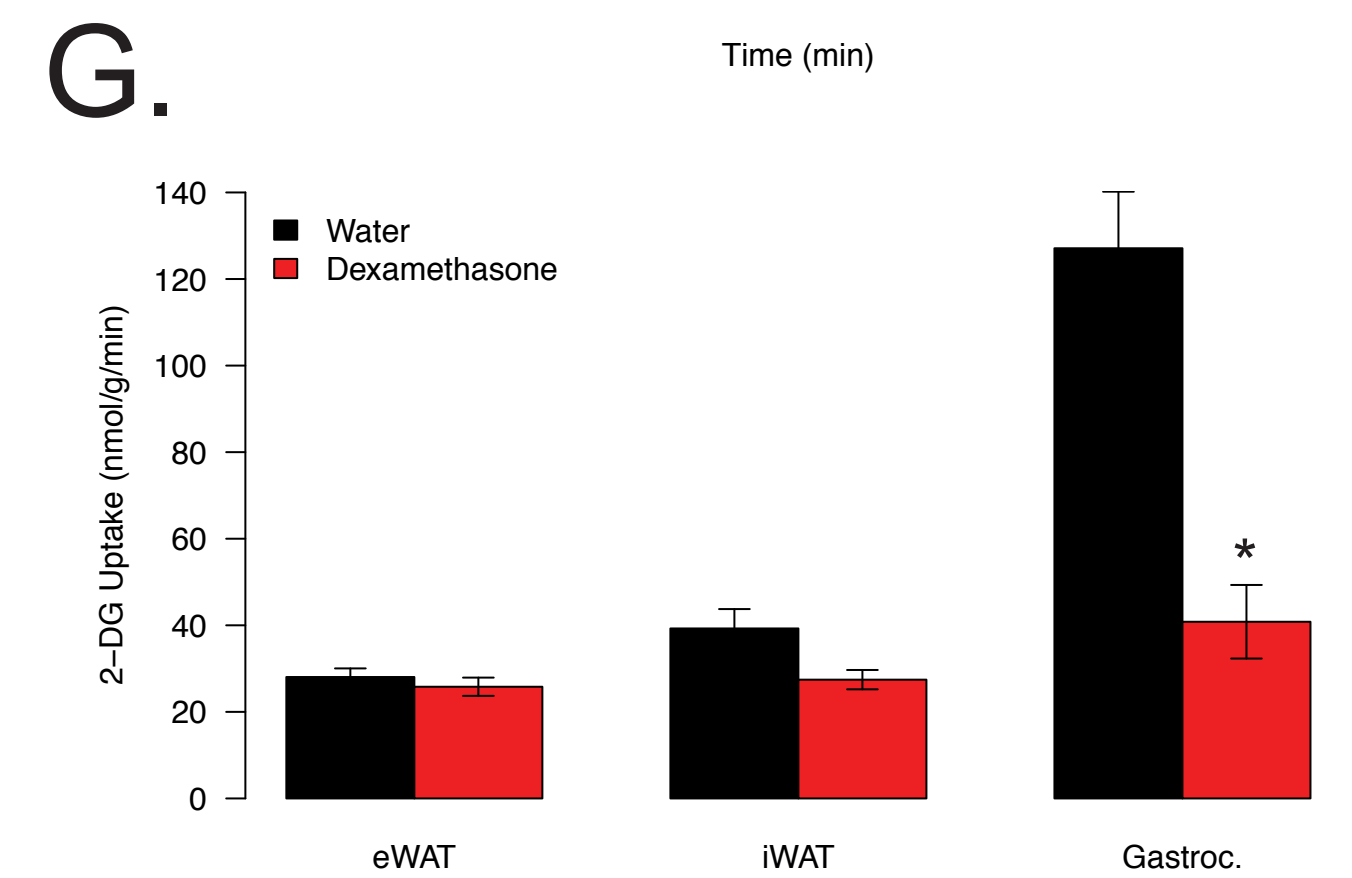 G.
Time (min)
140
120
100
80
60
40
20
0
2–DG Uptake (nmol/g/min)
Water
Dexamethasone
*
eWAT
iWAT
Gastroc.